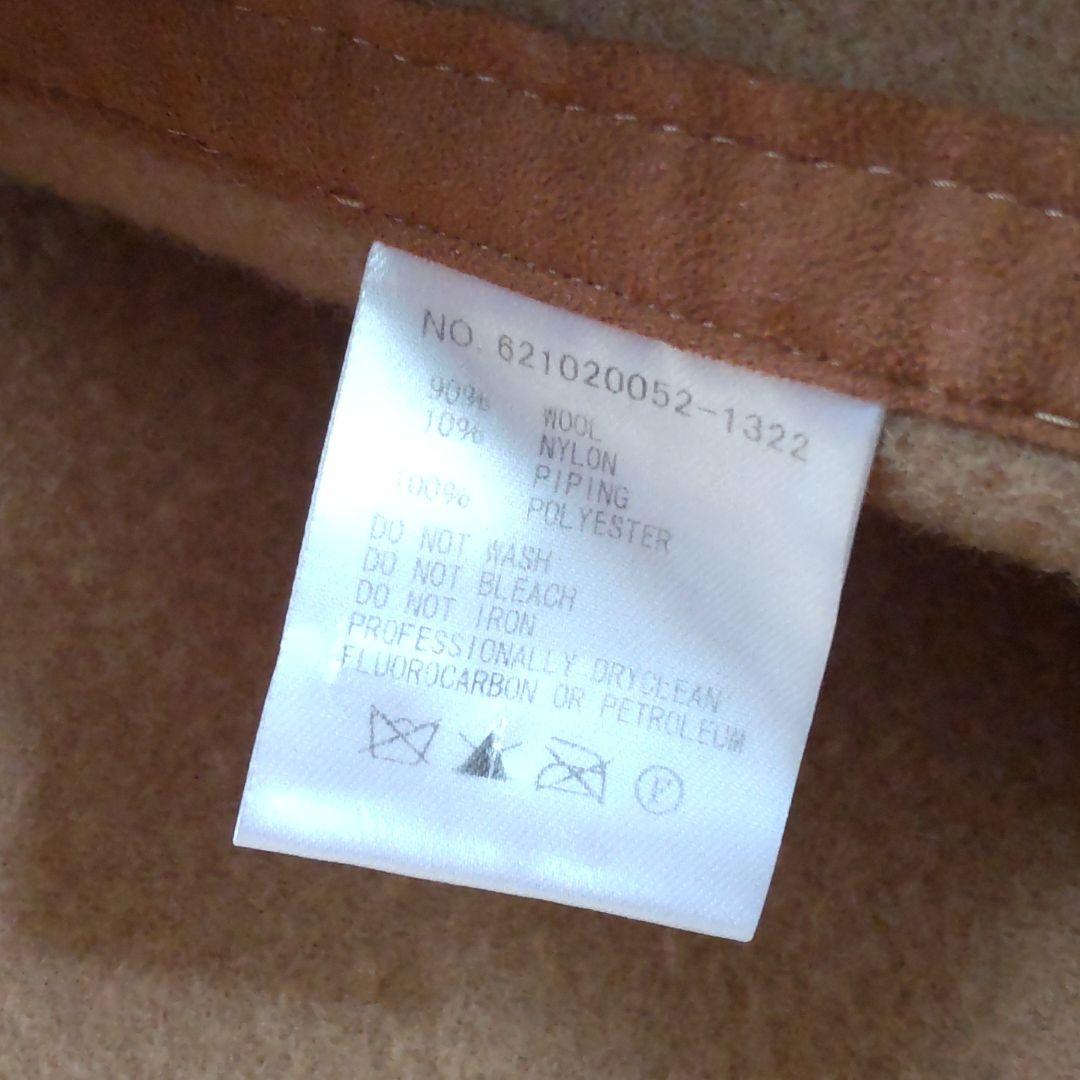 NO. 621020052-1322
90% WOOL
10% NYLON
PIPING
100% POLYESTER
DO NOT WASH
DO NOT BLEACH
DO NOT IRON
PROFESSIONALLY DRYCLEAN
FLUOROCARBON OR PETROLEUM
F